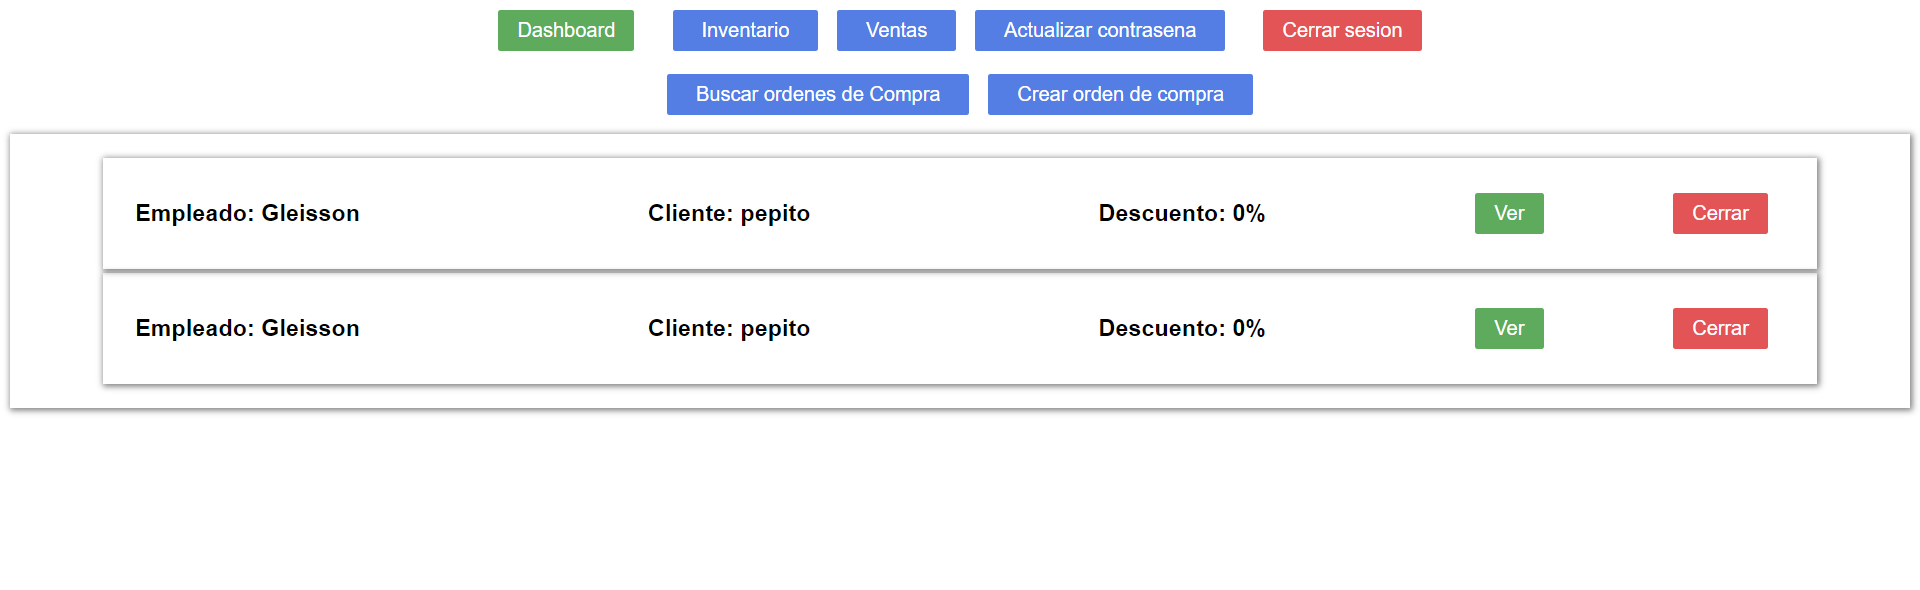 Dashboard Inventario Ventas Actualizar contrasena Cerrar sesion
Buscar ordenes de Compra Crear orden de compra
Empleado: Gleisson Cliente: pepito Descuento: 0% Ver Cerrar
Empleado: Gleisson Cliente: pepito Descuento: 0% Ver Cerrar